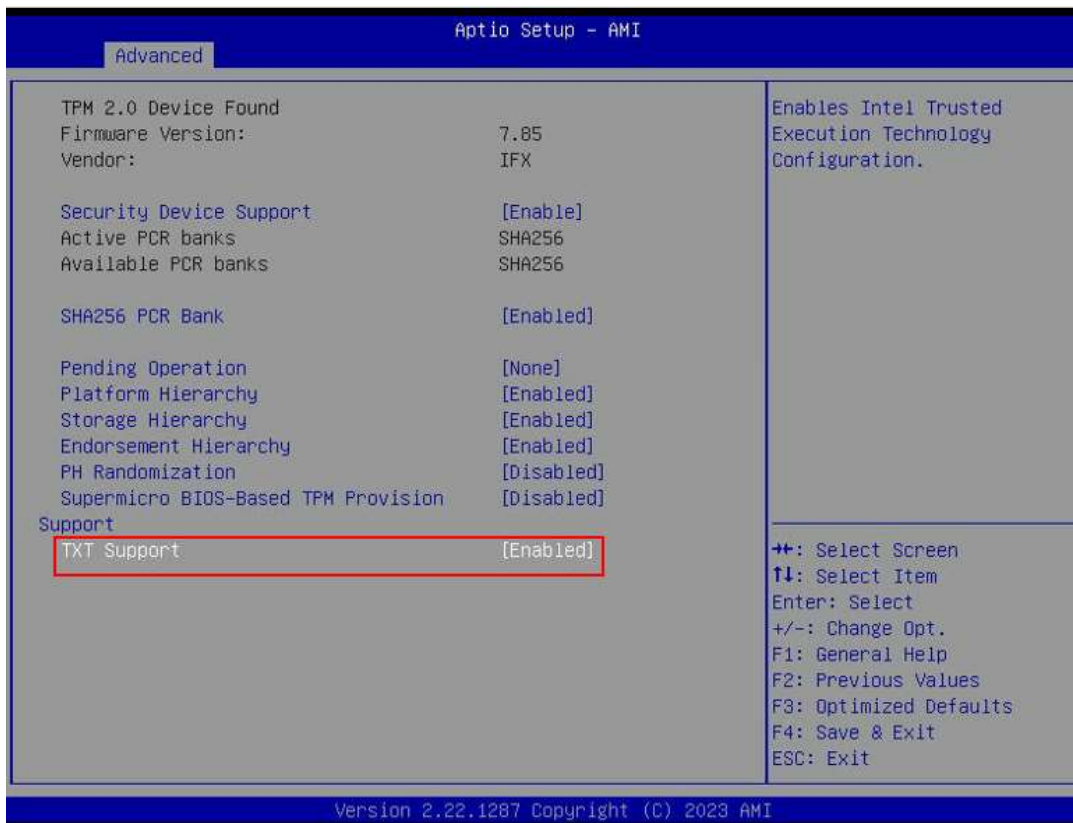 Aptio Setup - AMI
Advanced
TPM 2.0 Device Found
Firmware Version: 7.85
Vendor: IFX
Security Device Support [Enable]
Active PCR banks SHA256
Available PCR banks SHA256
SHA256 PCR Bank [Enabled]
Pending Operation [None]
Platform Hierarchy [Enabled]
Storage Hierarchy [Enabled]
Endorsement Hierarchy [Enabled]
PH Randomization [Disabled]
Supermicro BIOS-Based TPM Provision [Disabled]
Support
TXT Support [Enabled]
Enables Intel Trusted
Execution Technology
Configuration.
→←: Select Screen
↑↓: Select Item
Enter: Select
+/-: Change Opt.
F1: General Help
F2: Previous Values
F3: Optimized Defaults
F4: Save & Exit
ESC: Exit
Version 2.22.1287 Copyright (C) 2023 AMI